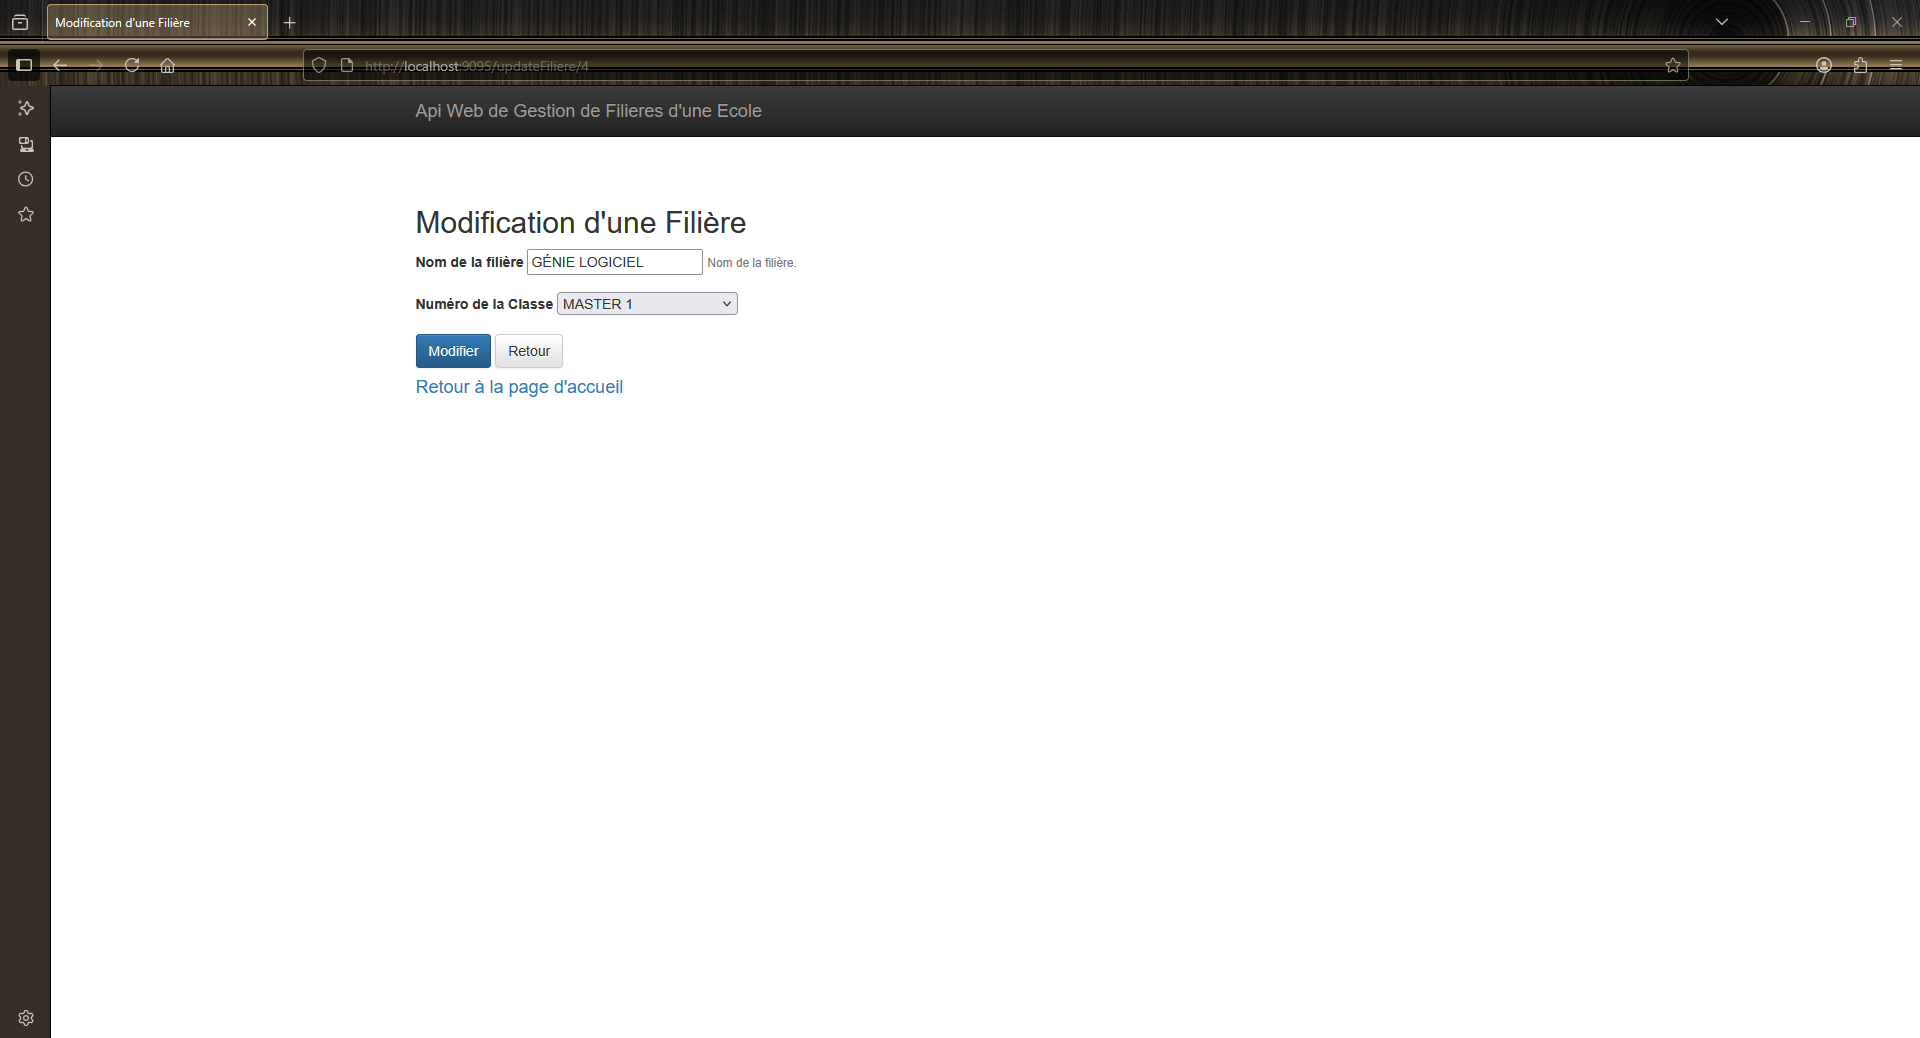 Modification d'une Filière
http://localhost:9095/updateFiliere/4
Api Web de Gestion de Filieres d'une Ecole
Modification d'une Filière
Nom de la filière GÉNIE LOGICIEL Nom de la filière.
Numéro de la Classe MASTER 1
Modifier Retour
Retour à la page d'accueil